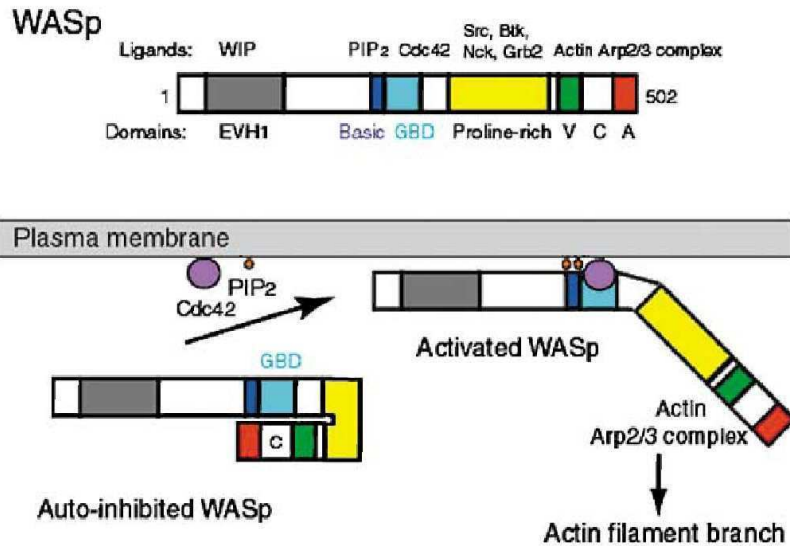 WASp
Src, Btk,
Ligands: WIP PIP2 Cdc42 Nck, Grb2 Actin Arp2/3 complex
1 502
Domains: EVH1 Basic GBD Proline-rich V C A
Plasma membrane
PIP2
Cdc42
GBD
Activated WASp
C
Actin
Arp2/3 complex
Auto-inhibited WASp
Actin filament branch